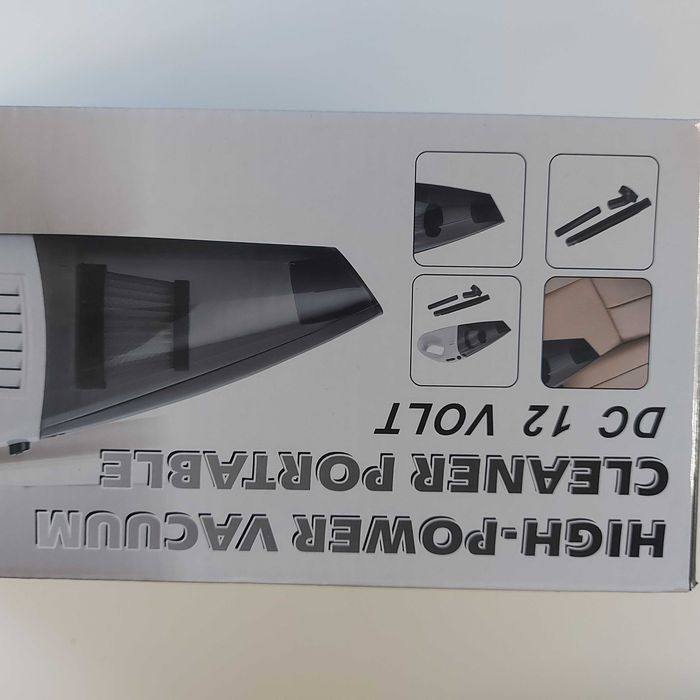 HIGH-POWER VACUUM
CLEANER PORTABLE
DC 12 VOLT